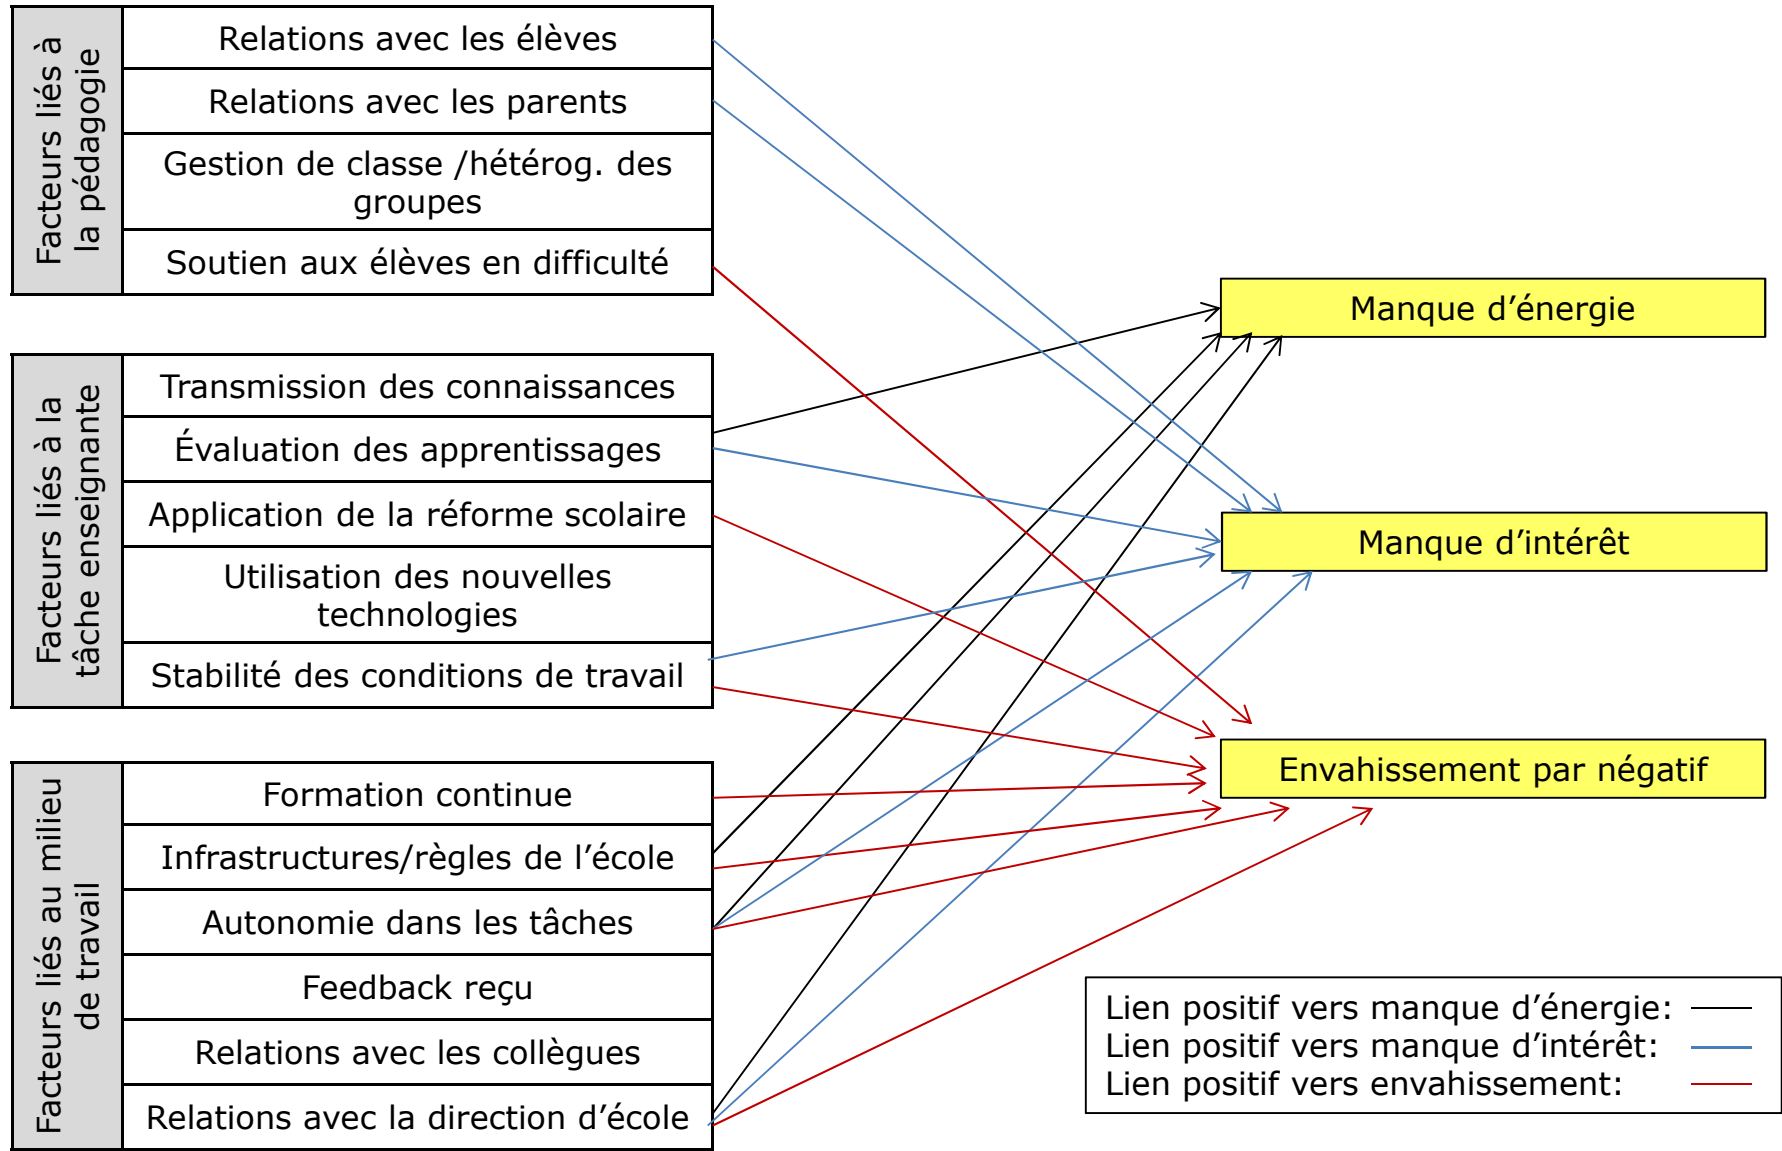 Facteurs liés à
la pédagogie
Relations avec les élèves
Relations avec les parents
Gestion de classe /hétérog. des
groupes
Soutien aux élèves en difficulté
Facteurs liés à la
tâche enseignante
Transmission des connaissances
Évaluation des apprentissages
Application de la réforme scolaire
Utilisation des nouvelles
technologies
Stabilité des conditions de travail
Facteurs liés au milieu
de travail
Formation continue
Infrastructures/règles de l’école
Autonomie dans les tâches
Feedback reçu
Relations avec les collègues
Relations avec la direction d’école
Manque d’énergie
Manque d’intérêt
Envahissement par négatif
Lien positif vers manque d’énergie:
Lien positif vers manque d’intérêt:
Lien positif vers envahissement: